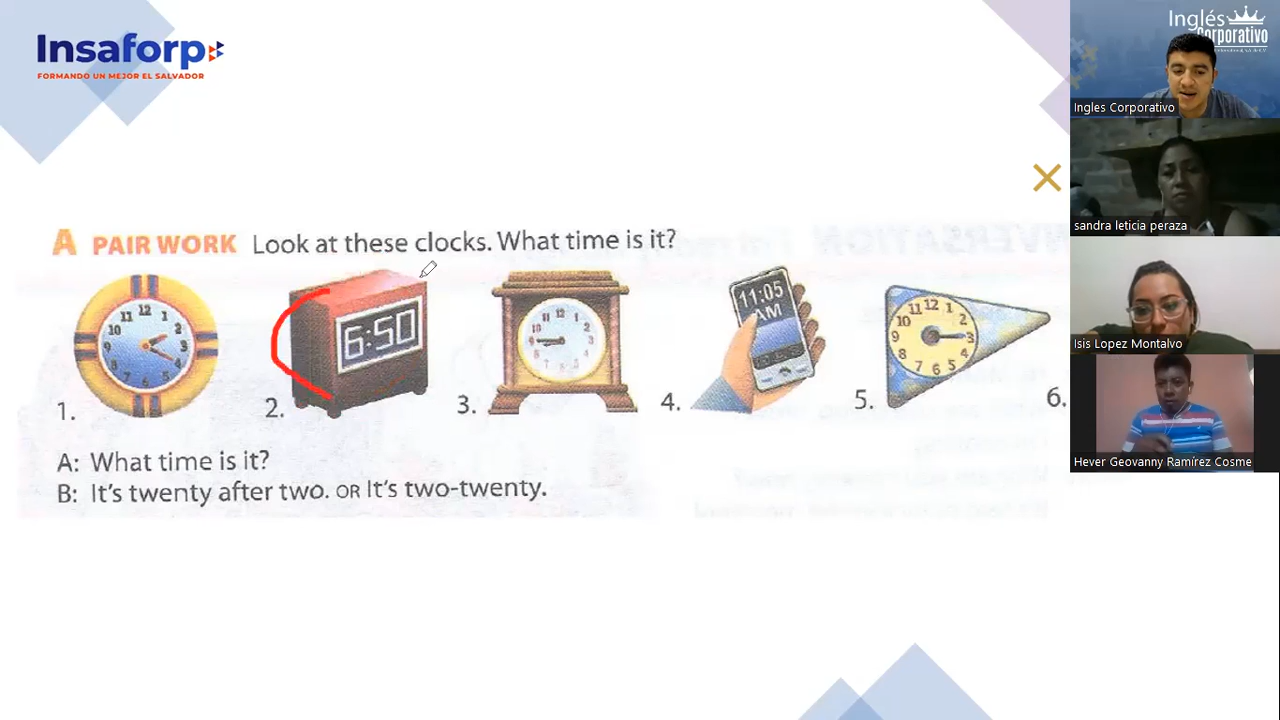 Insaforp
FORMANDO UN MEJOR EL SALVADOR
A PAIR WORK Look at these clocks. What time is it?
1.
2.
6:50
3.
4.
11:05
AM
5.
6.
A: What time is it?
B: It's twenty after two. OR It's two-twenty.
Inglés
Corporativo
Ingles Corporativo
sandra leticia peraza
Isis Lopez Montalvo
Hever Geovanny Ramírez Cosme